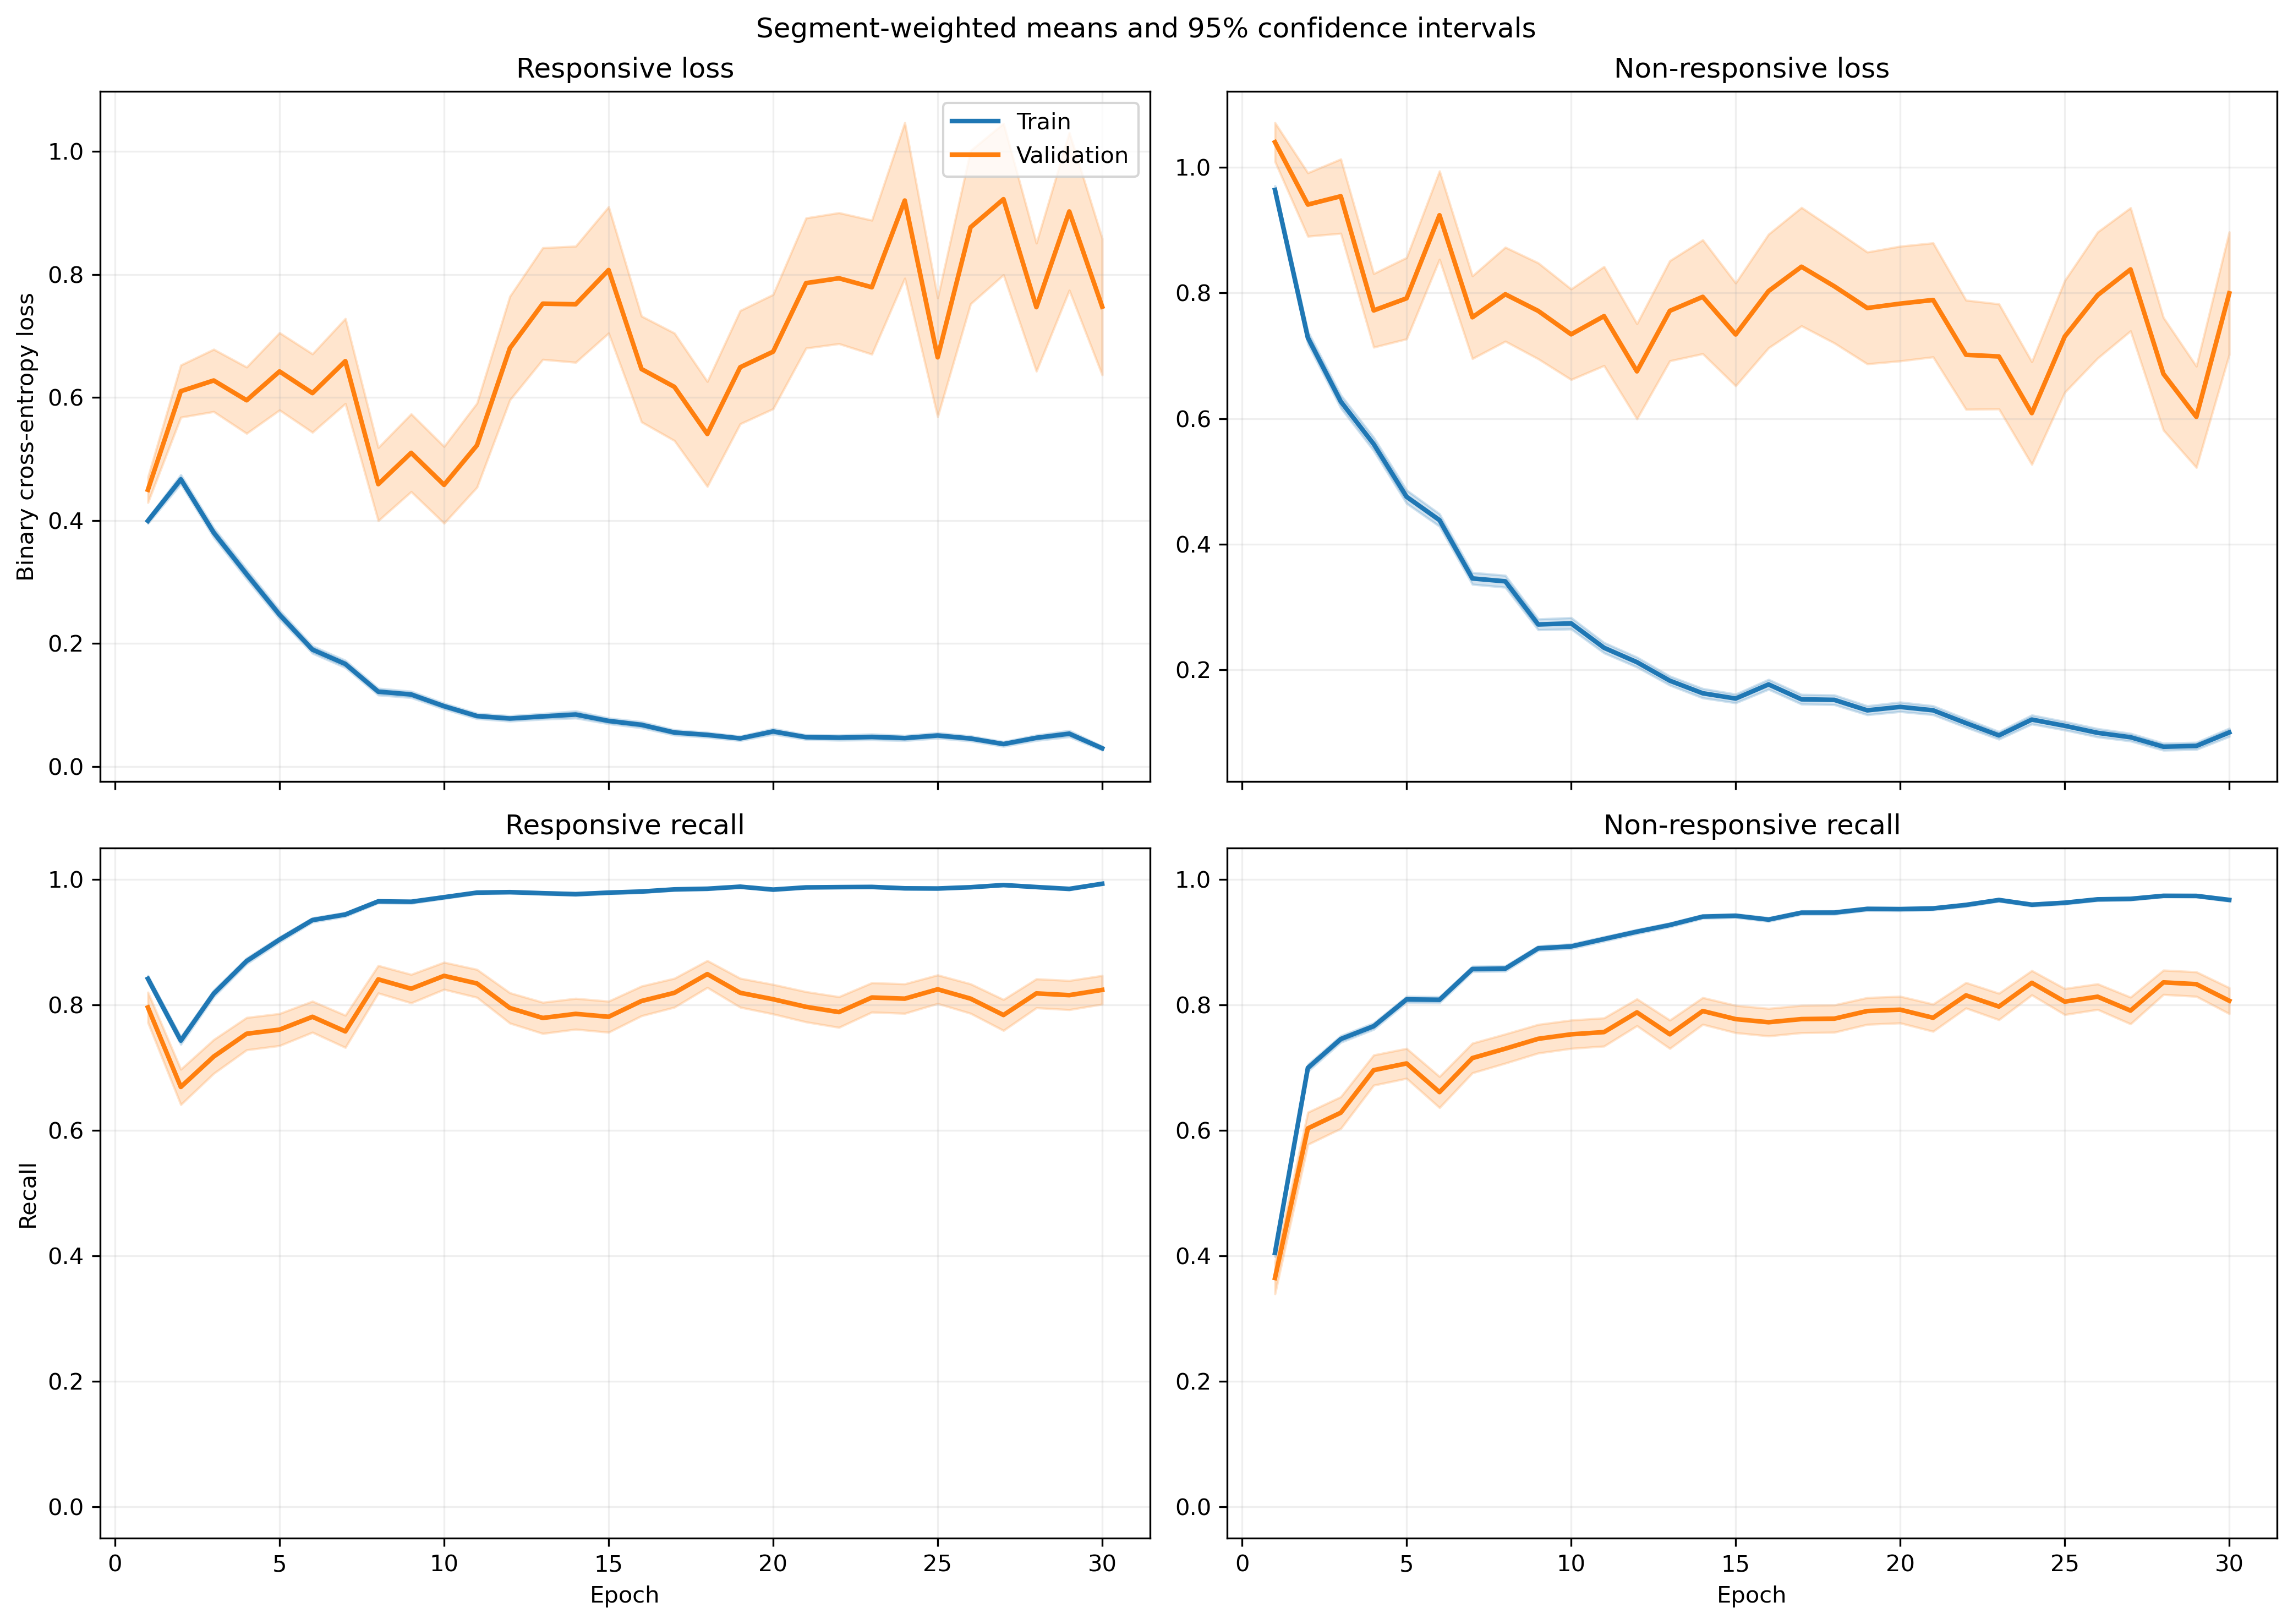 Segment-weighted means and 95% confidence intervals
Responsive loss
Non-responsive loss
Train
Validation
Binary cross-entropy loss
1.0
0.8
0.6
0.4
0.2
0.0
1.0
0.8
0.6
0.4
0.2
Responsive recall
Non-responsive recall
Recall
1.0
0.8
0.6
0.4
0.2
0.0
0 5 10 15 20 25 30
Epoch
1.0
0.8
0.6
0.4
0.2
0.0
0 5 10 15 20 25 30
Epoch